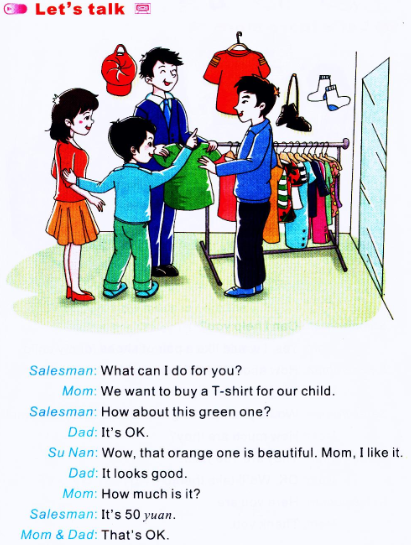 Let's talk
Salesman: What can I do for you?
Mom: We want to buy a T-shirt for our child.
Salesman: How about this green one?
Dad: It's OK.
Su Nan: Wow, that orange one is beautiful. Mom, I like it.
Dad: It looks good.
Mom: How much is it?
Salesman: It's 50 yuan.
Mom & Dad: That's OK.